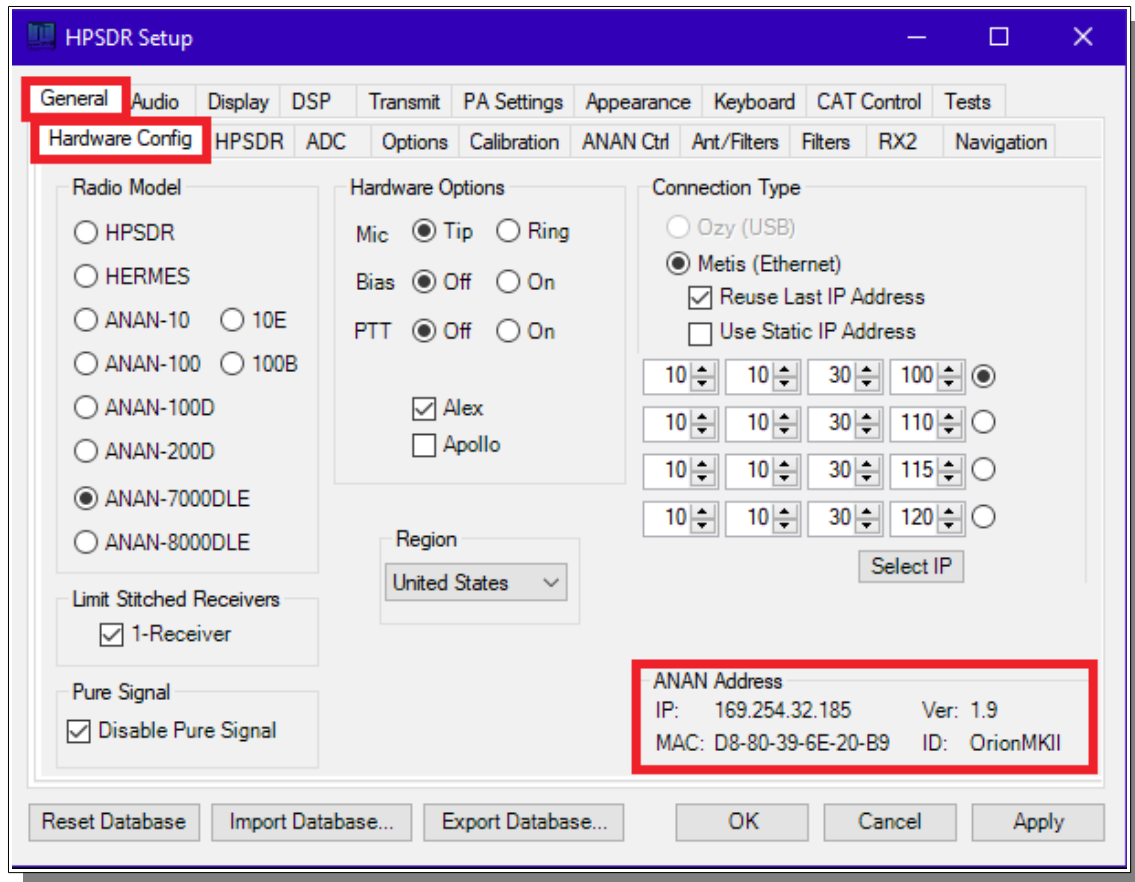 HPSDR Setup
General Audio Display DSP Transmit PA Settings Appearance Keyboard CAT Control Tests
Hardware Config HPSDR ADC Options Calibration ANAN Ctrl Ant/Filters Filters RX2 Navigation
Radio Model
HPSDR
HERMES
ANAN-10 10E
ANAN-100 100B
ANAN-100D
ANAN-200D
ANAN-7000DLE
ANAN-8000DLE
Limit Stitched Receivers
1-Receiver
Pure Signal
Disable Pure Signal
Hardware Options
Mic Tip Ring
Bias Off On
PTT Off On
Alex
Apollo
Region
United States
Connection Type
Ozy (USB)
Metis (Ethernet)
Reuse Last IP Address
Use Static IP Address
10 10 30 100
10 10 30 110
10 10 30 115
10 10 30 120
Select IP
ANAN Address
IP: 169.254.32.185 Ver: 1.9
MAC: D8-80-39-6E-20-B9 ID: OrionMKII
Reset Database Import Database... Export Database... OK Cancel Apply